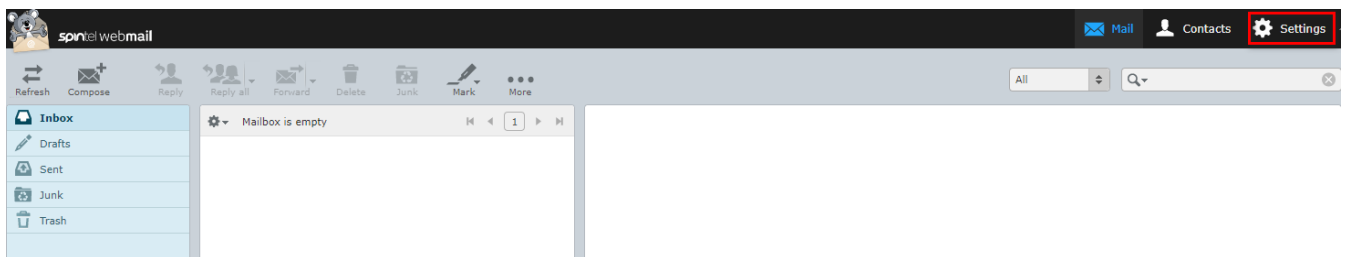 spintel webmail
Mail
Contacts
Settings
Refresh
Compose
Reply
Reply all
Forward
Delete
Junk
Mark
More
All
Inbox
Drafts
Sent
Junk
Trash
Mailbox is empty
1